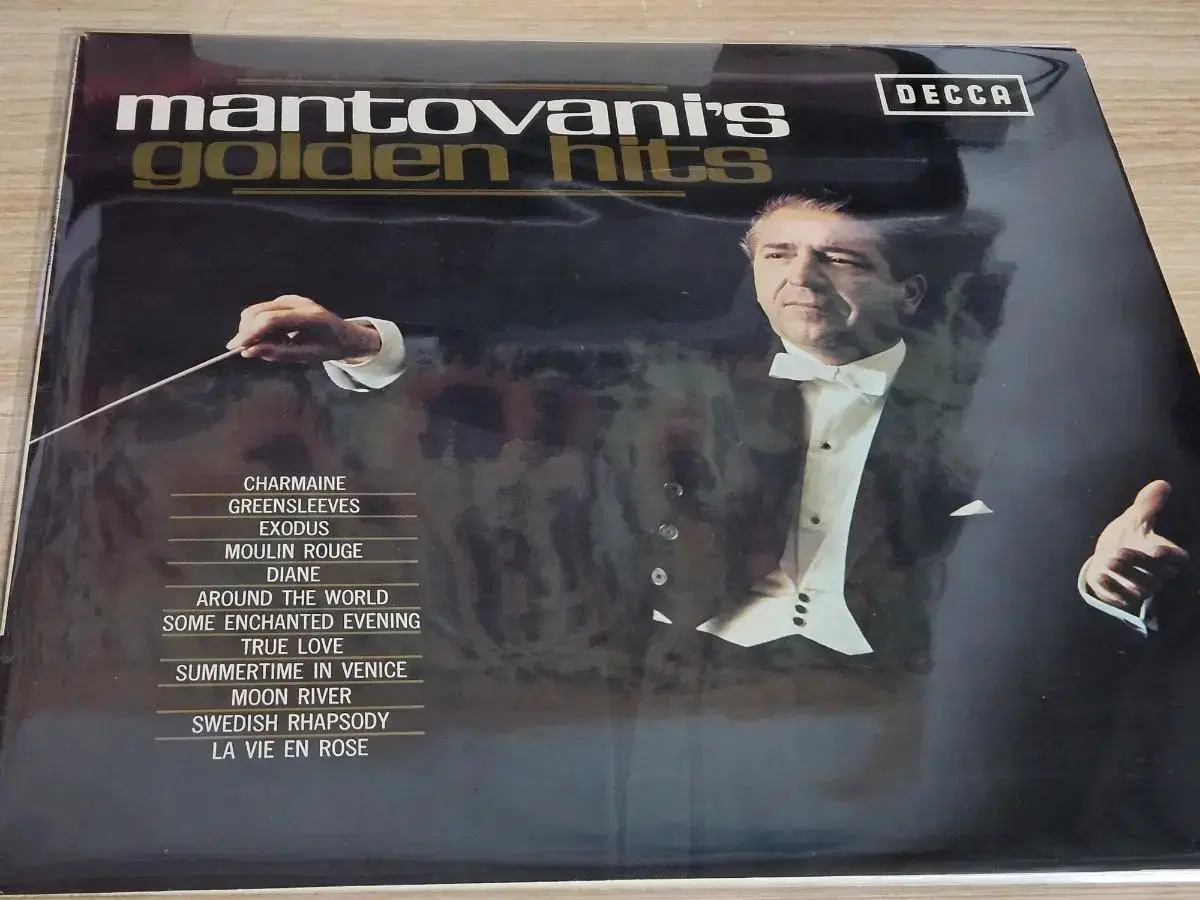 mantovani's
golden hits
DECCA
CHARMAINE
GREENSLEEVES
EXODUS
MOULIN ROUGE
DIANE
AROUND THE WORLD
SOME ENCHANTED EVENING
TRUE LOVE
SUMMERTIME IN VENICE
MOON RIVER
SWEDISH RHAPSODY
LA VIE EN ROSE